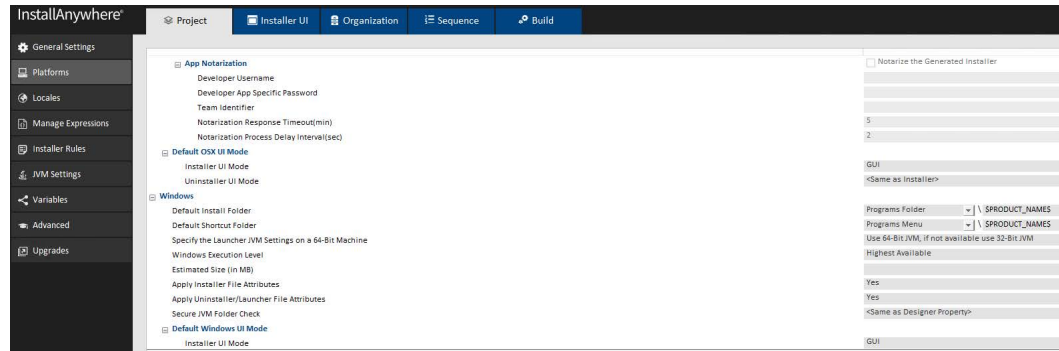 InstallAnywhere®
Project
Installer UI
Organization
Sequence
Build
General Settings
Platforms
Locales
Manage Expressions
Installer Rules
JVM Settings
Variables
Advanced
Upgrades
App Notarization
Notarize the Generated Installer
Developer Username
Developer App Specific Password
Team Identifier
Notarization Response Timeout(min) 5
Notarization Process Delay Interval(sec) 2
Default OSX UI Mode
Installer UI Mode GUI
Uninstaller UI Mode <Same as Installer>
Windows
Default Install Folder Programs Folder \ $PRODUCT_NAME$
Default Shortcut Folder Programs Menu \ $PRODUCT_NAME$
Specify the Launcher JVM Settings on a 64-Bit Machine Use 64-Bit JVM, if not available use 32-Bit JVM
Windows Execution Level Highest Available
Estimated Size (in MB)
Apply Installer File Attributes Yes
Apply Uninstaller/Launcher File Attributes Yes
Secure JVM Folder Check <Same as Designer Property>
Default Windows UI Mode
Installer UI Mode GUI